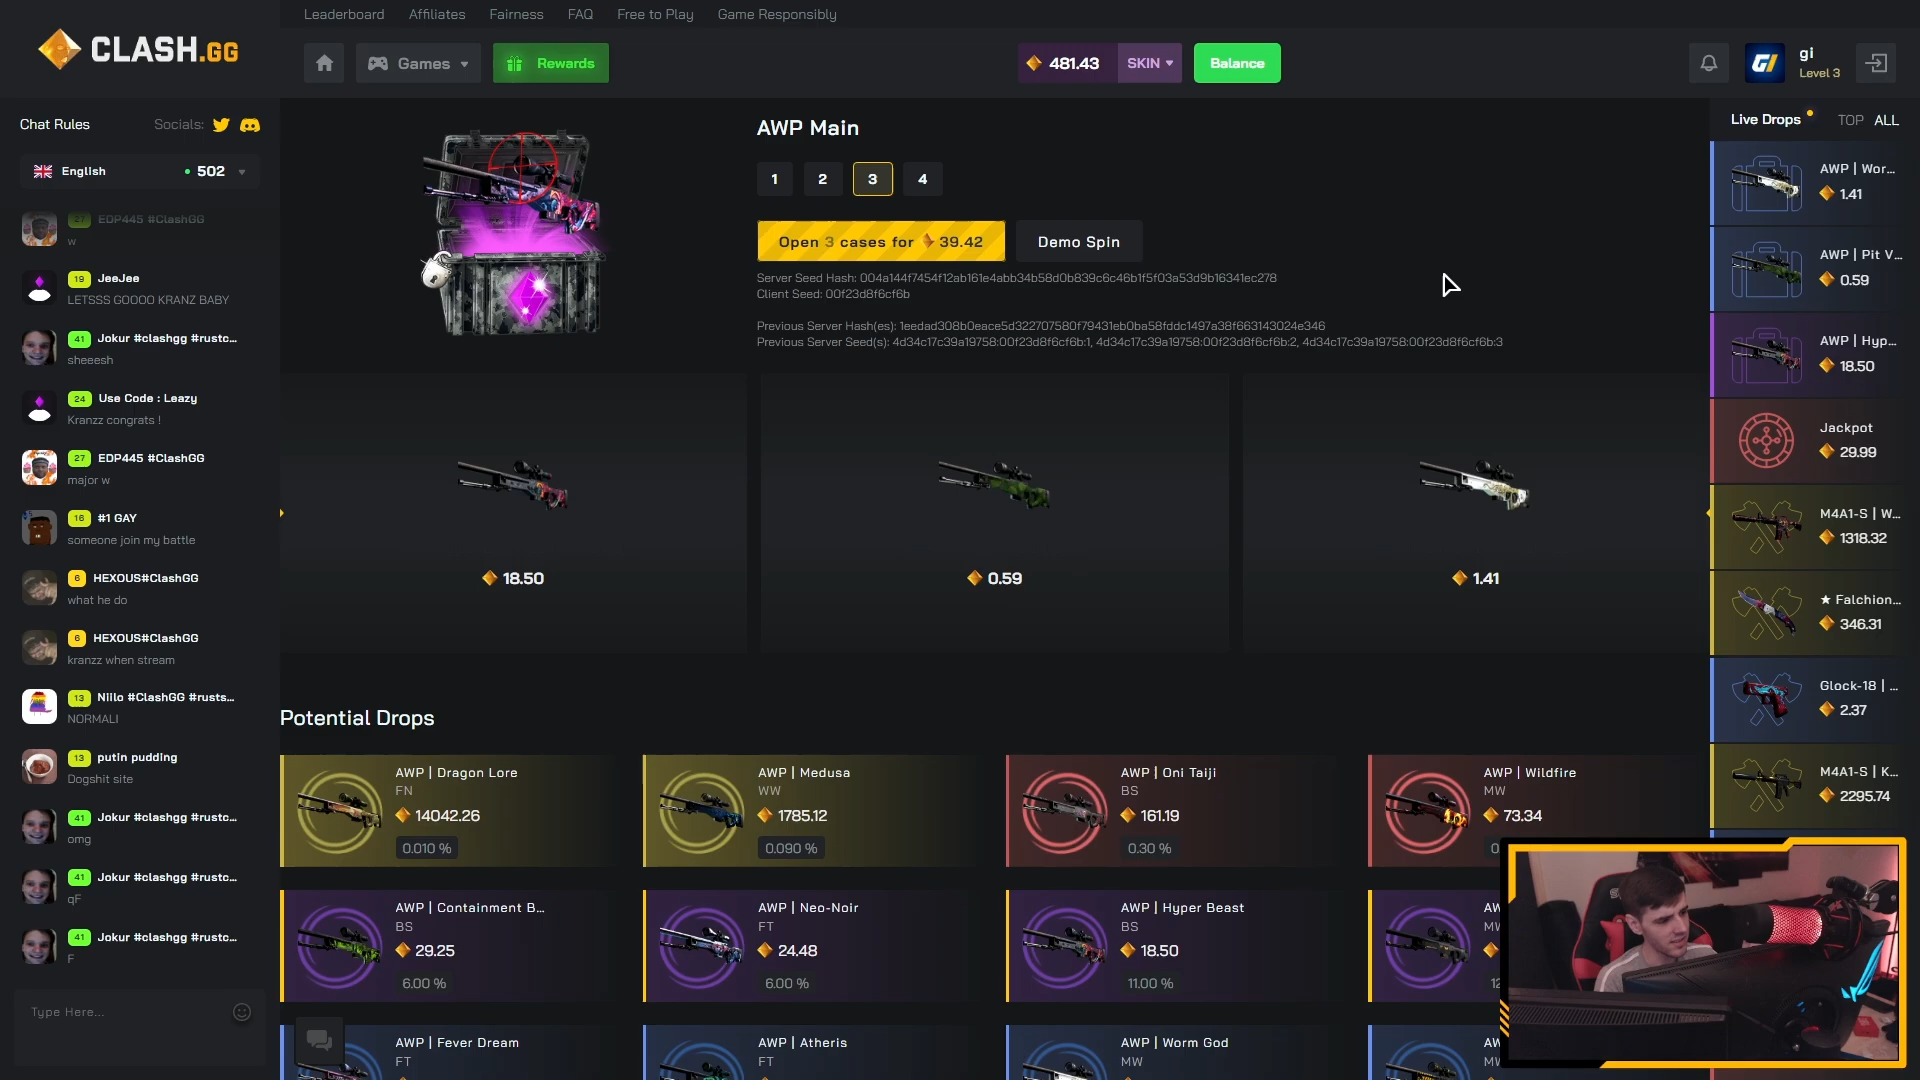 Leaderboard
Affiliates
Fairness
FAQ
Free to Play
Game Responsibly
CLASH.GG
Games
Rewards
481.43
SKIN
Balance
gi
Level 3
Chat Rules
Socials:
English
502
27 EDP445 #ClashGG
w
19 JeeJee
LETSSS GOOOO KRANZ BABY
41 Jokur #clashgg #rustc...
sheeesh
24 Use Code : Leazy
Kranzz congrats !
27 EDP445 #ClashGG
major w
16 #1 GAY
someone join my battle
6 HEXOUS#ClashGG
what he do
6 HEXOUS#ClashGG
kranzz when stream
13 Niilo #ClashGG #rusts...
NORMALI
13 putin pudding
Dogshit site
41 Jokur #clashgg #rustc...
omg
41 Jokur #clashgg #rustc...
qF
41 Jokur #clashgg #rustc...
F
Type Here...
AWP Main
1
2
3
4
Open 3 cases for 39.42
Demo Spin
Server Seed Hash: 004a144f7454f12ab161e4abb34b58d0b839c6c46b1f5f03a53d9b16341ec278
Client Seed: 00f23d8f6cf6b
Previous Server Hash(es): 1eedad308b0eace5d322707580f79431eb0ba58fddc1497a38f663143024e346
Previous Server Seed(s): 4d34c17c39a19758:00f23d8f6cf6b:1, 4d34c17c39a19758:00f23d8f6cf6b:2, 4d34c17c39a19758:00f23d8f6cf6b:3
18.50
0.59
1.41
Potential Drops
AWP | Dragon Lore
FN
14042.26
0.010 %
AWP | Medusa
WW
1785.12
0.090 %
AWP | Oni Taiji
BS
161.19
0.30 %
AWP | Wildfire
MW
73.34
AWP | Containment B...
BS
29.25
6.00 %
AWP | Neo-Noir
FT
24.48
6.00 %
AWP | Hyper Beast
BS
18.50
11.00 %
AWP | Fever Dream
FT
AWP | Atheris
FT
AWP | Worm God
MW
Live Drops
TOP
ALL
AWP | Wor...
1.41
AWP | Pit V...
0.59
AWP | Hyp...
18.50
Jackpot
29.99
M4A1-S | W...
1318.32
★ Falchion...
346.31
Glock-18 | ...
2.37
M4A1-S | K...
2295.74